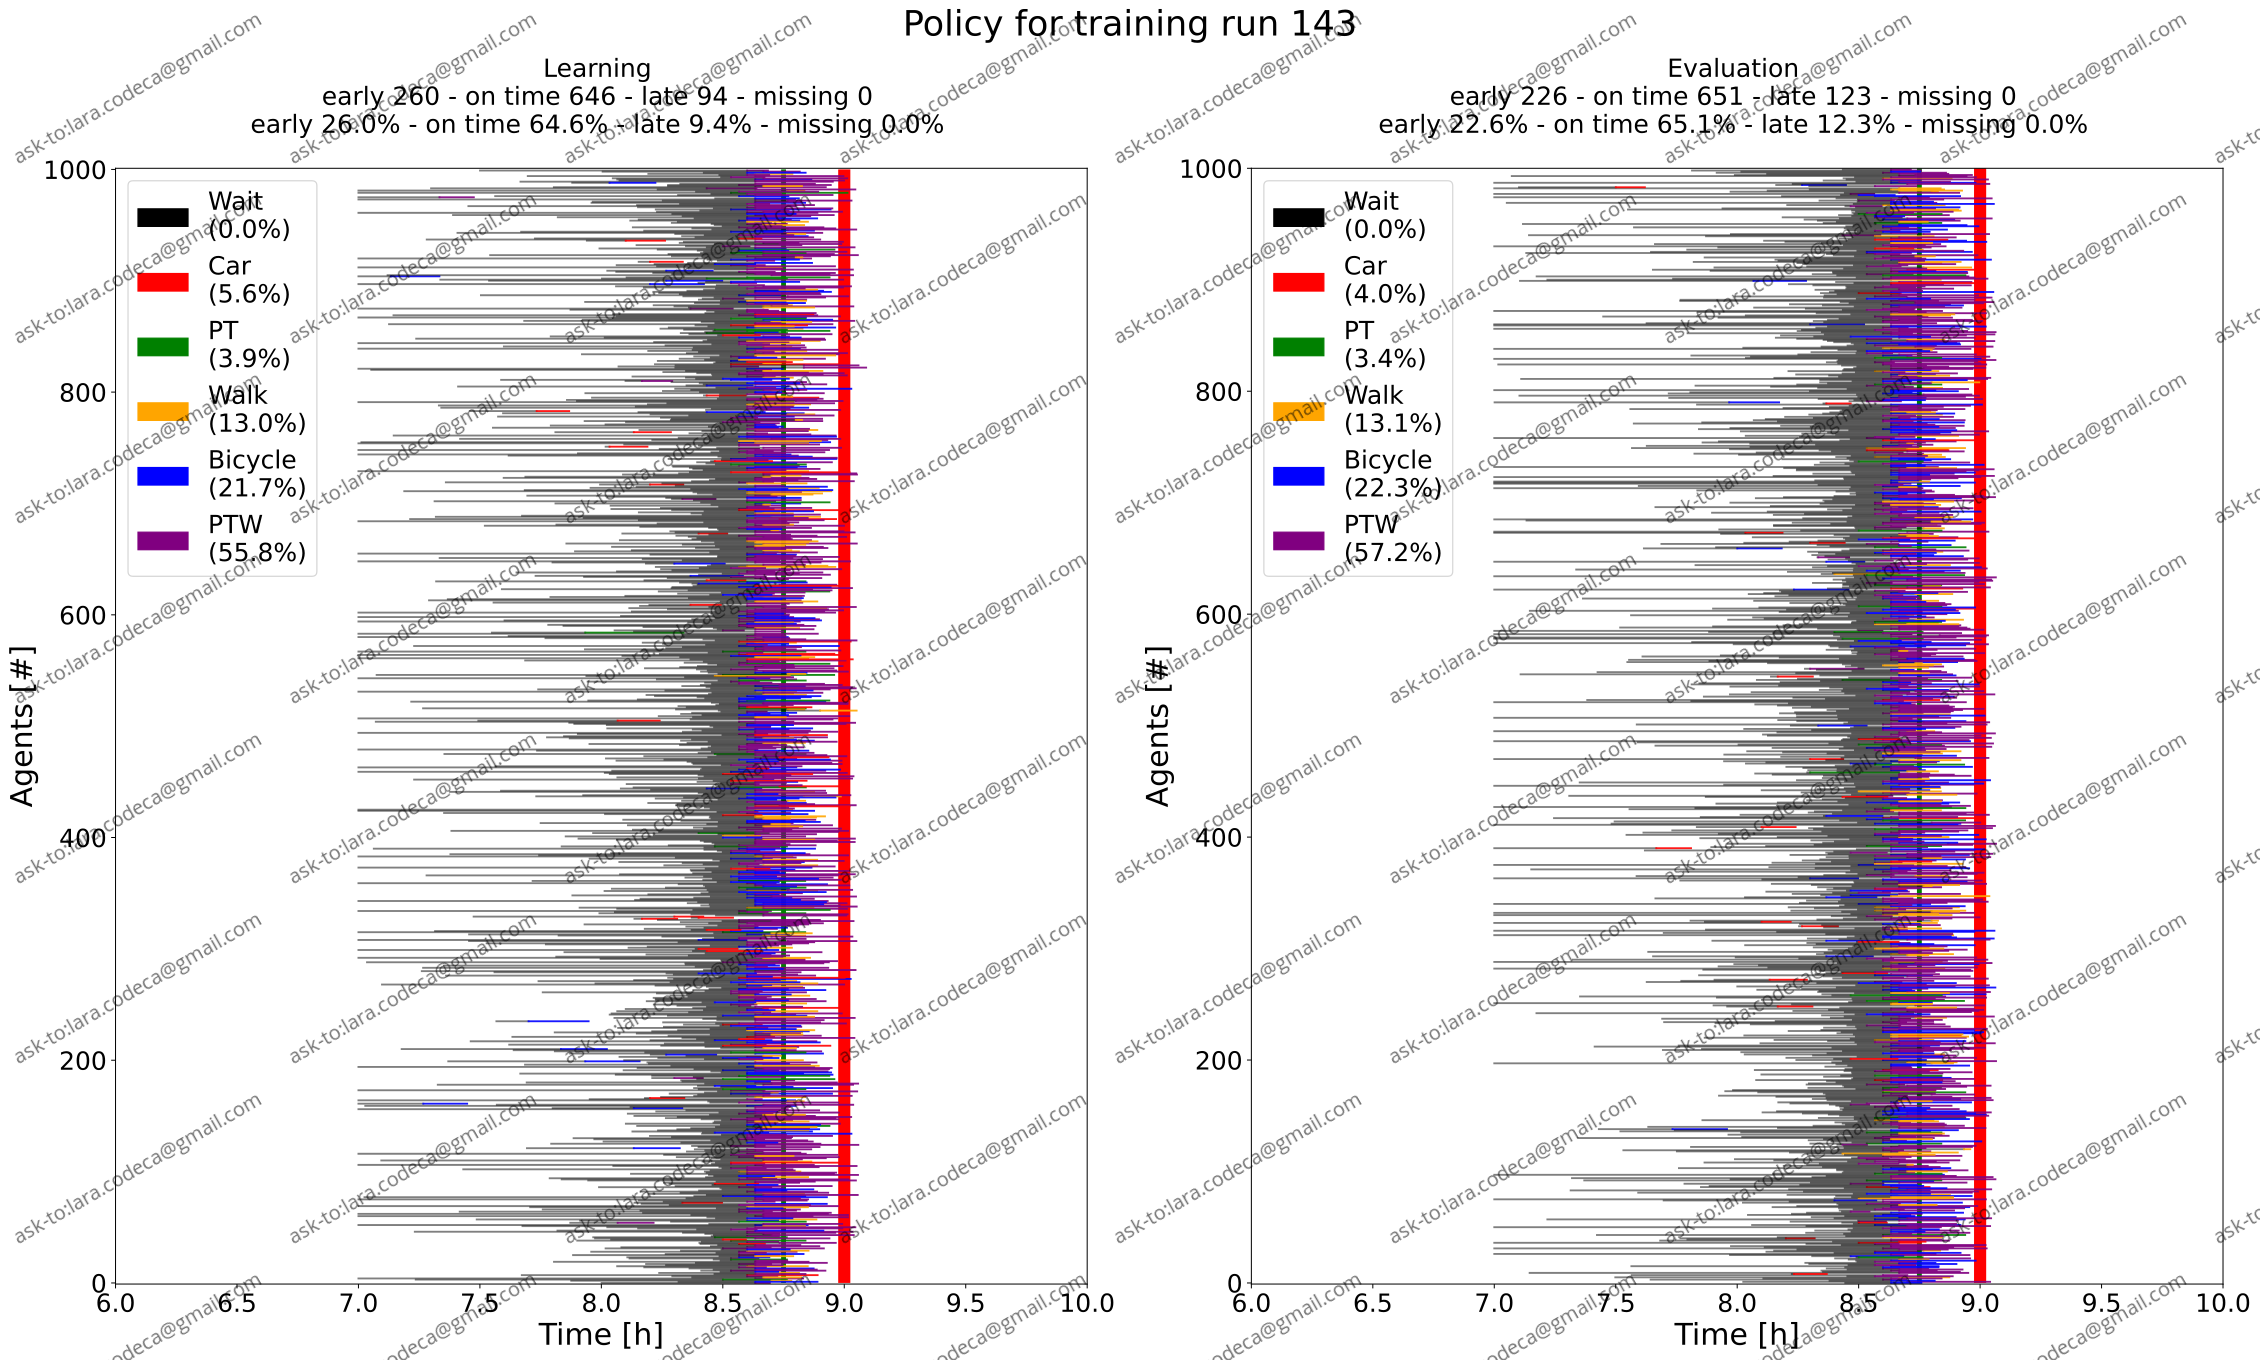 Policy for training run 143
Learning
early 260 - on time 646 - late 94 - missing 0
early 26.0% - on time 64.6% - late 9.4% - missing 0.0%
1000
800
600
400
200
0
Agents [#]
Wait
(0.0%)
Car
(5.6%)
PT
(3.9%)
Walk
(13.0%)
Bicycle
(21.7%)
PTW
(55.8%)
6.0 6.5 7.0 7.5 8.0 8.5 9.0 9.5 10.0
Time [h]
Evaluation
early 226 - on time 651 - late 123 - missing 0
early 22.6% - on time 65.1% - late 12.3% - missing 0.0%
1000
800
600
400
200
0
Agents [#]
Wait
(0.0%)
Car
(4.0%)
PT
(3.4%)
Walk
(13.1%)
Bicycle
(22.3%)
PTW
(57.2%)
6.0 6.5 7.0 7.5 8.0 8.5 9.0 9.5 10.0
Time [h]
ask-to:lara.codeca@gmail.com